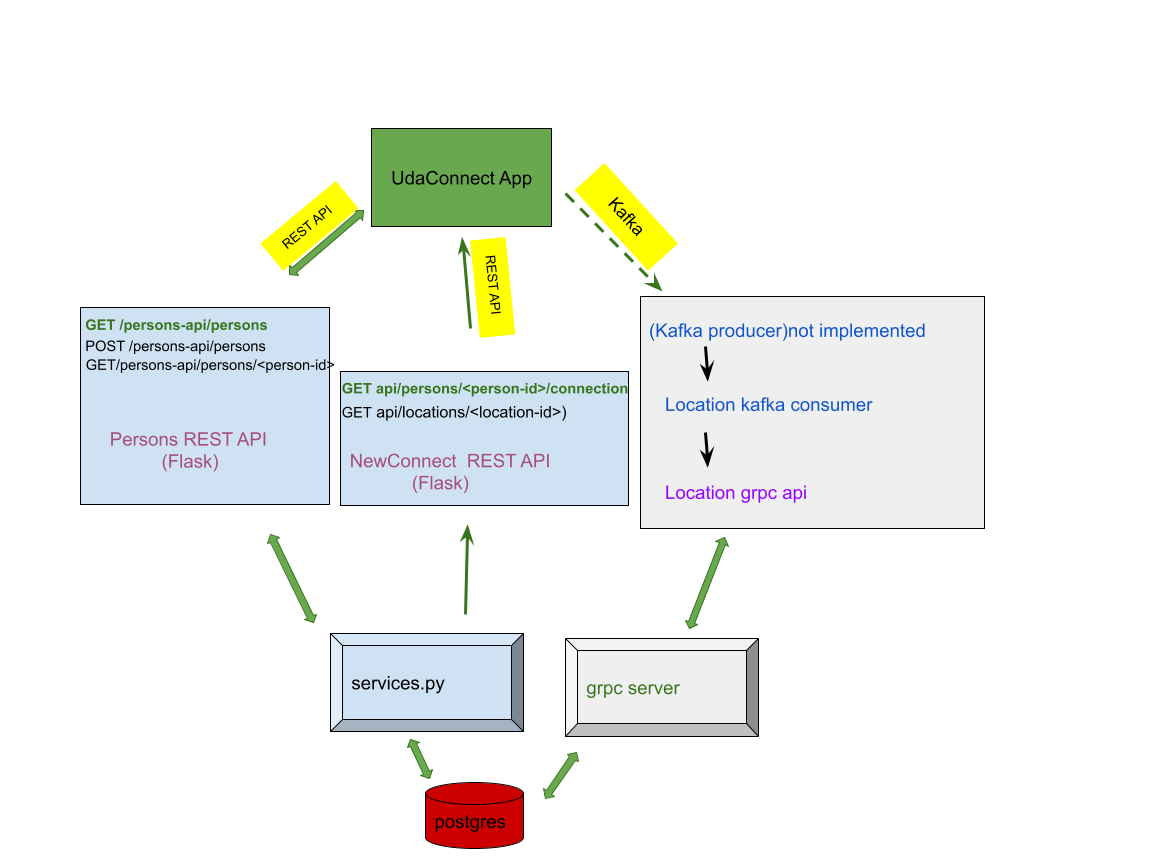 UdaConnect App
REST API
Kafka
REST API
GET /persons-api/persons
POST /persons-api/persons
GET/persons-api/persons/<person-id>
Persons REST API
(Flask)
GET api/persons/<person-id>/connection
GET api/locations/<location-id>)
NewConnect  REST API
(Flask)
(Kafka producer)not implemented
Location kafka consumer
Location grpc api
services.py
grpc server
postgres